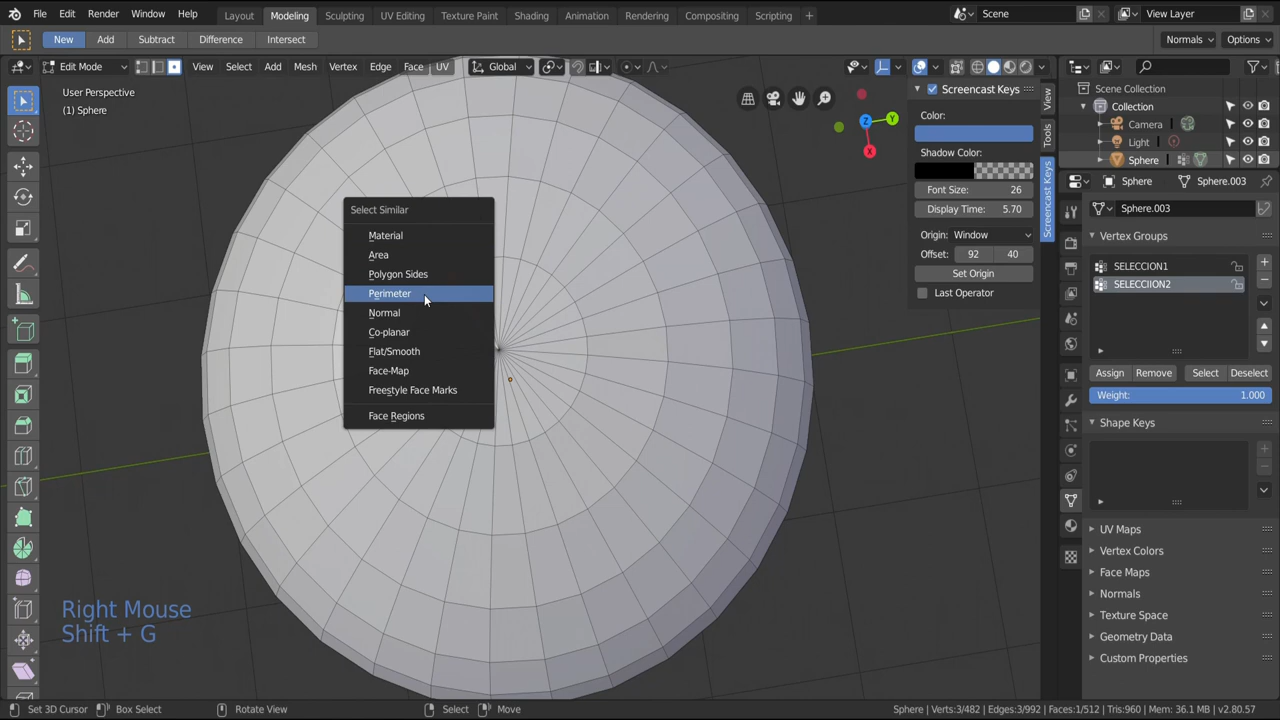 File Edit Render Window Help Layout Modeling Sculpting UV Editing Texture Paint Shading Animation Rendering Compositing Scripting + Scene View Layer
New Add Subtract Difference Intersect Normals Options
Edit Mode View Select Add Mesh Vertex Edge Face UV Global
User Perspective
(1) Sphere
Select Similar
Material
Area
Polygon Sides
Perimeter
Normal
Co-planar
Flat/Smooth
Face-Map
Freestyle Face Marks
Face Regions
Z
Y
X
Screencast Keys
Color:
Shadow Color:
Font Size: 26
Display Time: 5.70
Origin: Window
Offset: 92 40
Set Origin
Last Operator
View
Tools
Screencast Keys
Scene Collection
Collection
Camera
Light
Sphere
Sphere Sphere.003
Sphere.003
Vertex Groups
SELECCION1
SELECCIION2
Assign Remove Select Deselect
Weight: 1.000
Shape Keys
UV Maps
Vertex Colors
Face Maps
Normals
Texture Space
Geometry Data
Custom Properties
Right Mouse
Shift + G
Set 3D Cursor Box Select Rotate View Select Move Sphere | Verts:3/482 | Edges:3/992 | Faces:1/512 | Tris:960 | Mem: 36.1 MB | v2.80.57